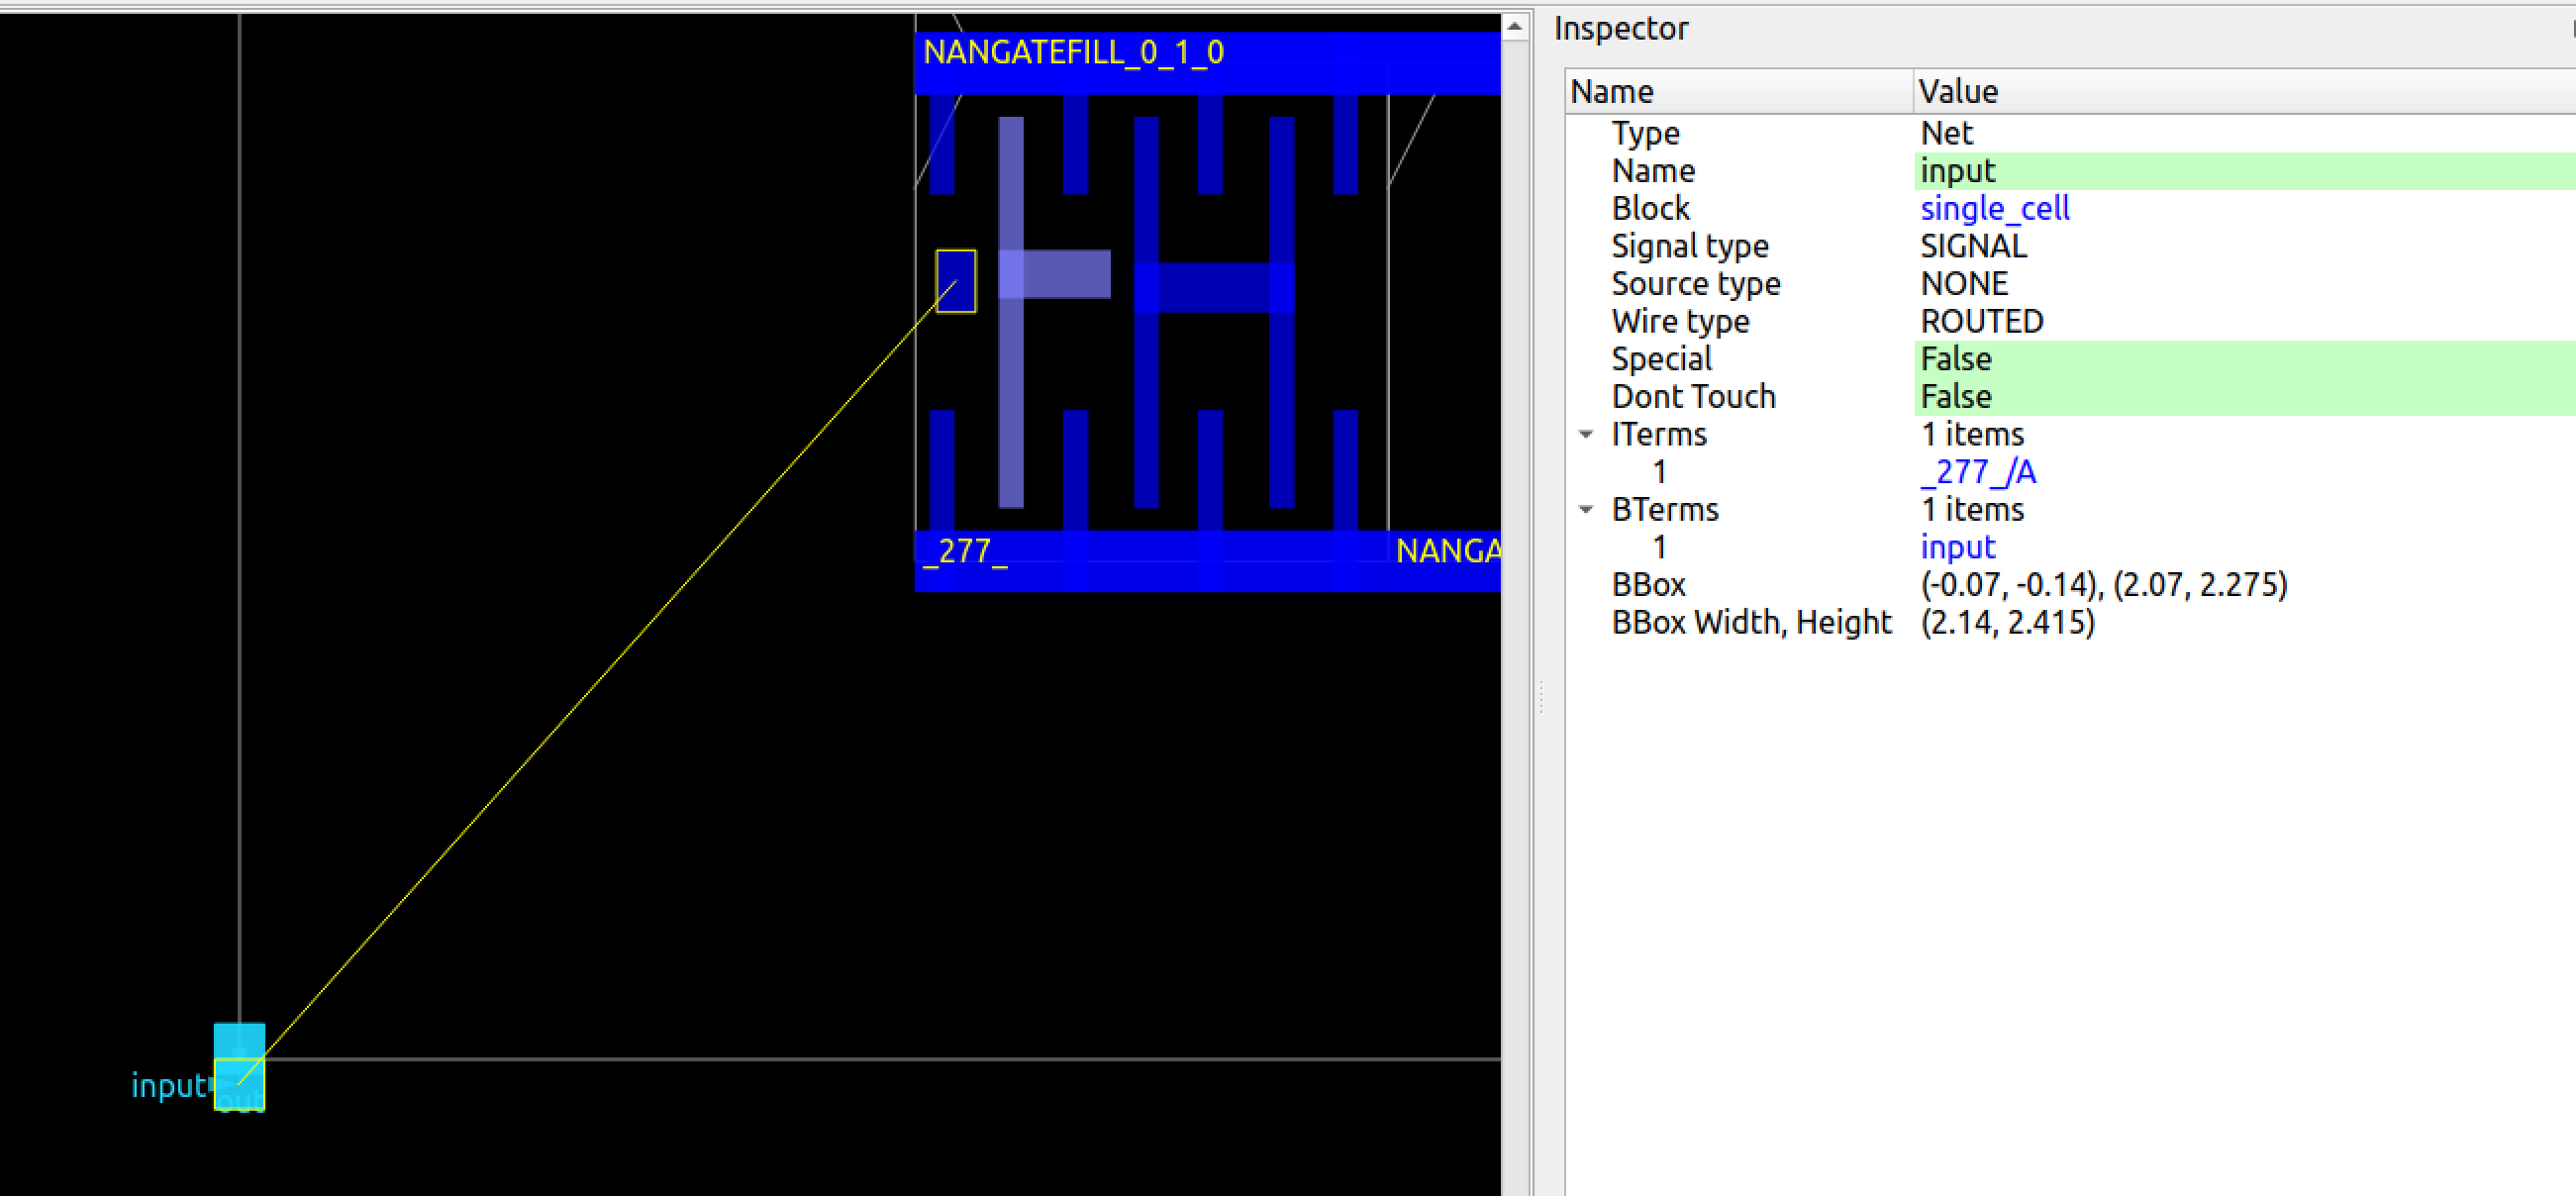 NANGATEFILL_0_1_0
_277_
NANGA
input
out
Inspector
Name Value
Type Net
Name input
Block single_cell
Signal type SIGNAL
Source type NONE
Wire type ROUTED
Special False
Dont Touch False
ITerms 1 items
1 _277_/A
BTerms 1 items
1 input
BBox (-0.07, -0.14), (2.07, 2.275)
BBox Width, Height (2.14, 2.415)